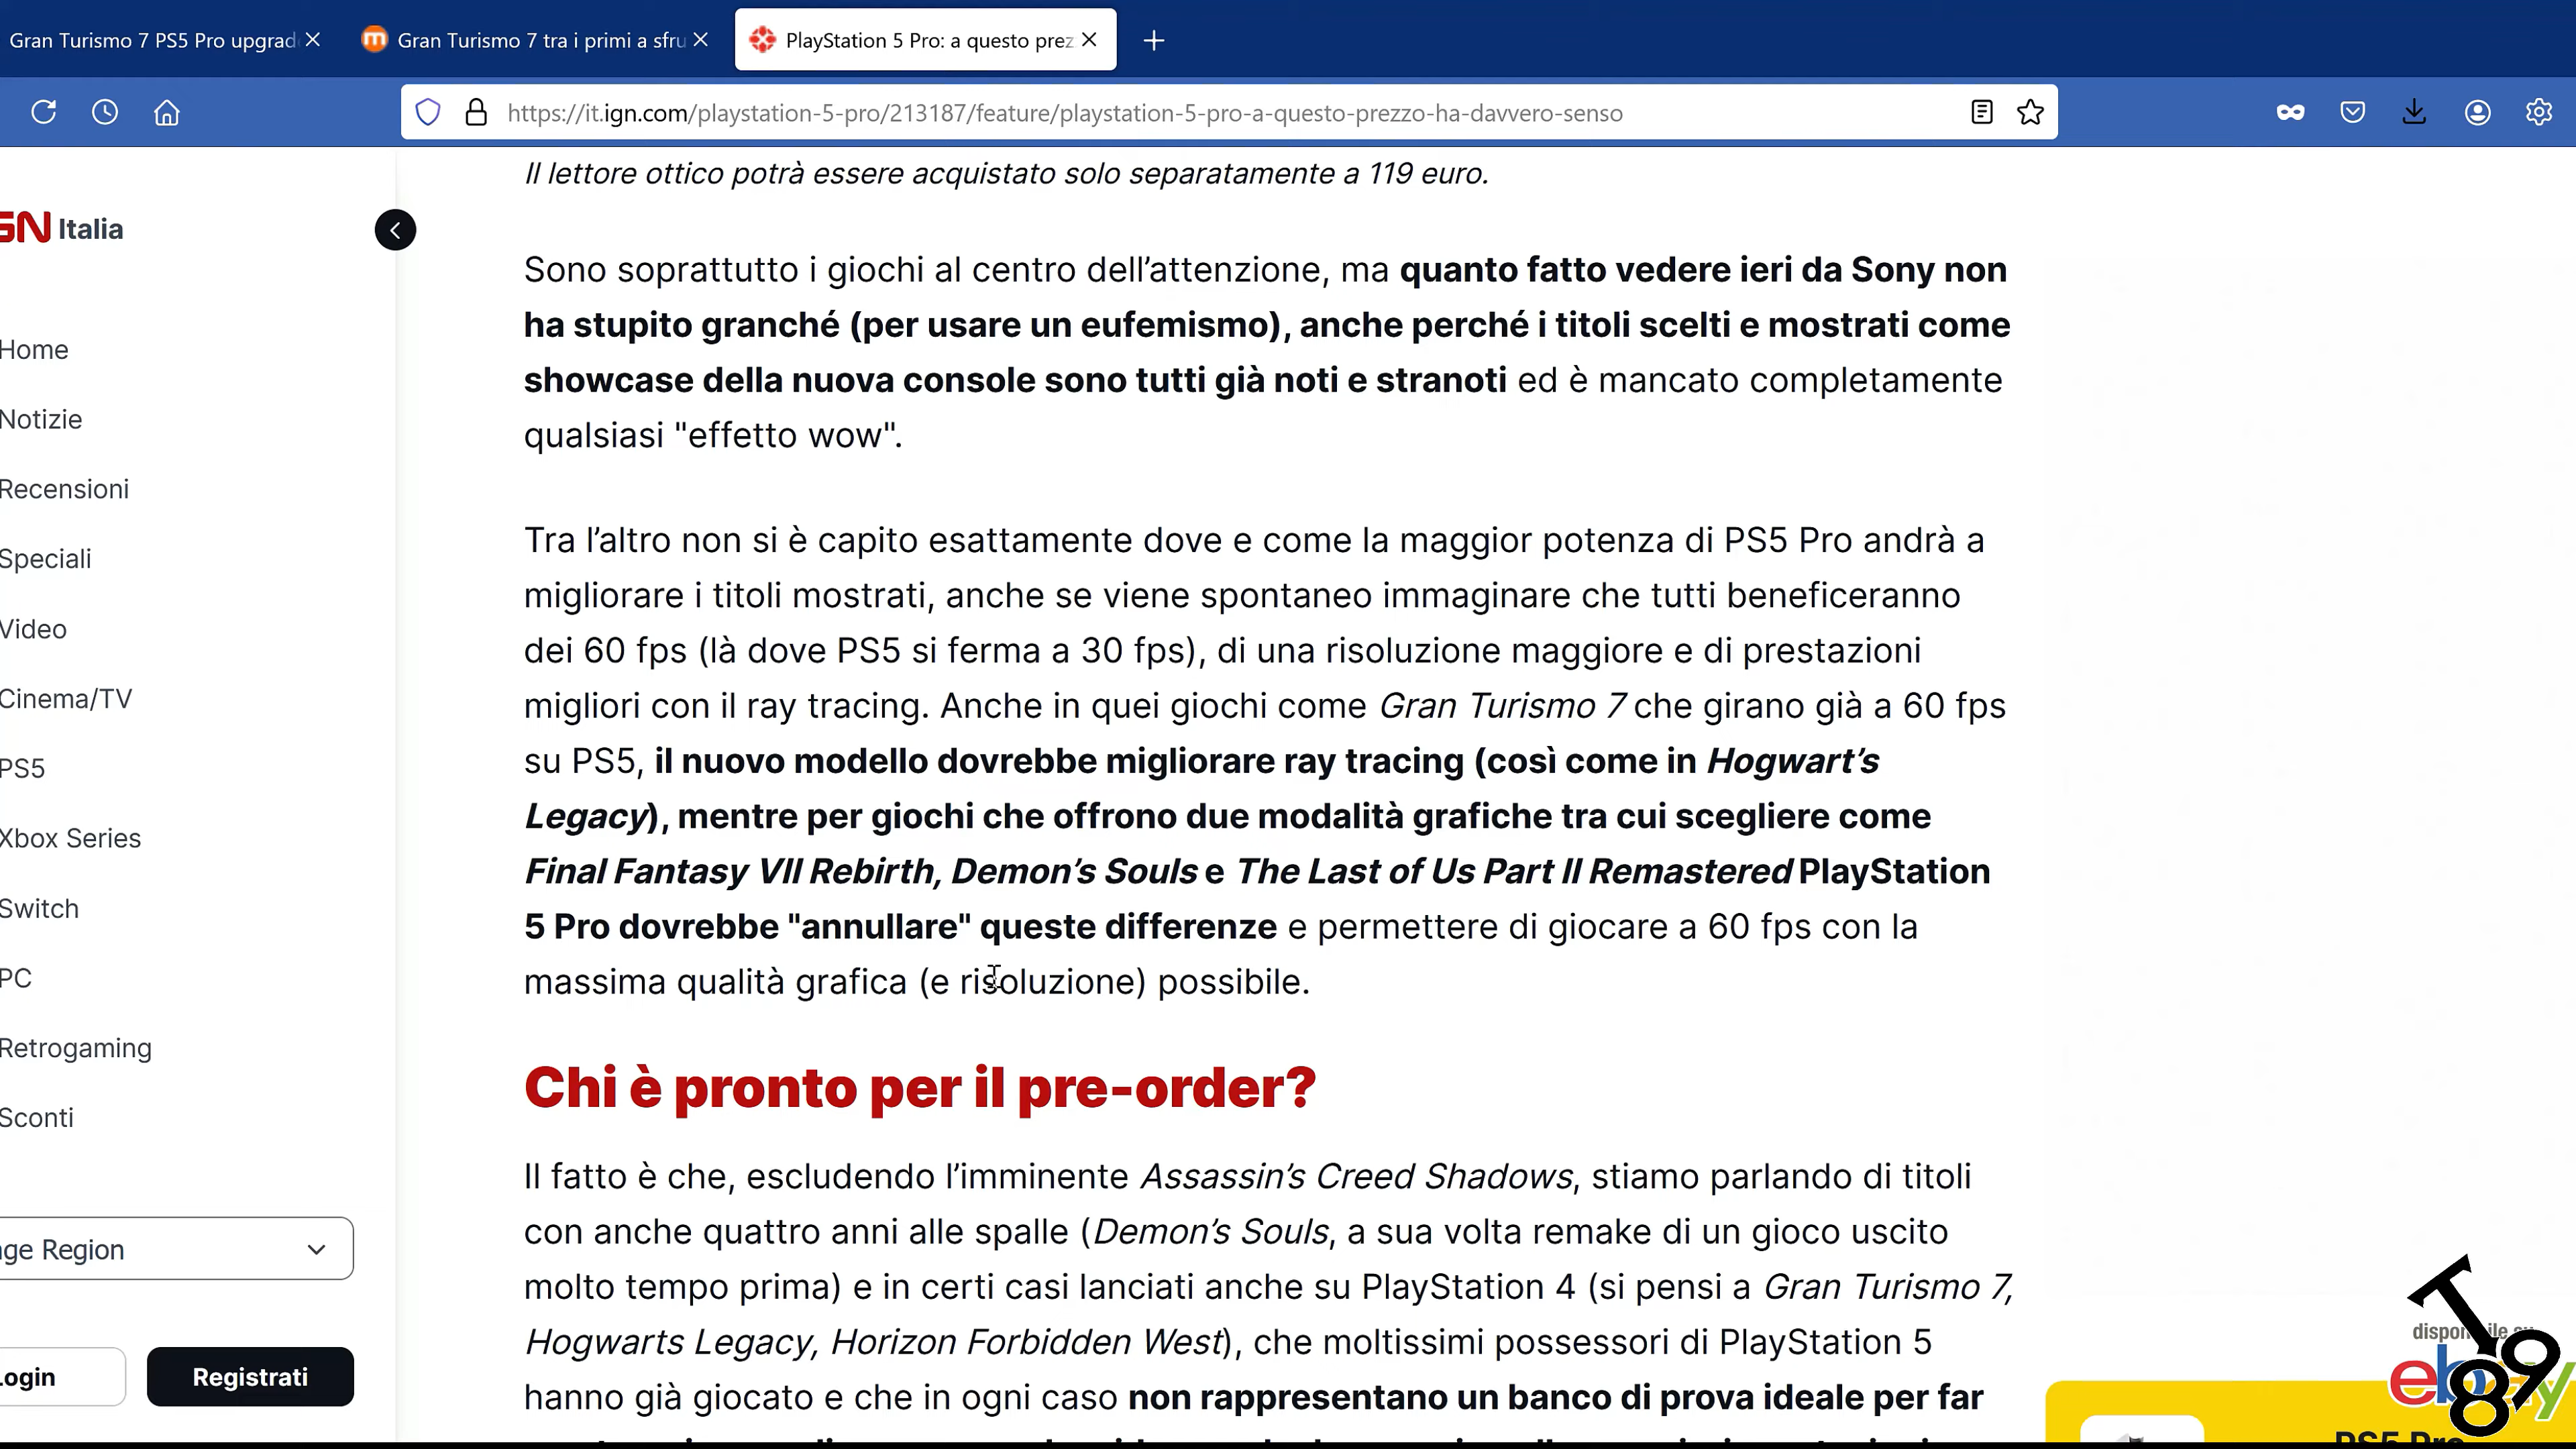 Gran Turismo 7 PS5 Pro upgrad
Gran Turismo 7 tra i primi a sfru
PlayStation 5 Pro: a questo prez
https://it.ign.com/playstation-5-pro/213187/feature/playstation-5-pro-a-questo-prezzo-ha-davvero-senso
GN Italia
Home
Notizie
Recensioni
Speciali
Video
Cinema/TV
PS5
Xbox Series
Switch
PC
Retrogaming
Sconti
ge Region
ogin
Registrati
Il lettore ottico potrà essere acquistato solo separatamente a 119 euro.
Sono soprattutto i giochi al centro dell’attenzione, ma quanto fatto vedere ieri da Sony non
ha stupito granché (per usare un eufemismo), anche perché i titoli scelti e mostrati come
showcase della nuova console sono tutti già noti e stranoti ed è mancato completamente
qualsiasi "effetto wow".
Tra l’altro non si è capito esattamente dove e come la maggior potenza di PS5 Pro andrà a
migliorare i titoli mostrati, anche se viene spontaneo immaginare che tutti beneficeranno
dei 60 fps (là dove PS5 si ferma a 30 fps), di una risoluzione maggiore e di prestazioni
migliori con il ray tracing. Anche in quei giochi come Gran Turismo 7 che girano già a 60 fps
su PS5, il nuovo modello dovrebbe migliorare ray tracing (così come in Hogwart’s
Legacy), mentre per giochi che offrono due modalità grafiche tra cui scegliere come
Final Fantasy VII Rebirth, Demon’s Souls e The Last of Us Part II Remastered PlayStation
5 Pro dovrebbe "annullare" queste differenze e permettere di giocare a 60 fps con la
massima qualità grafica (e risoluzione) possibile.
Chi è pronto per il pre-order?
Il fatto è che, escludendo l’imminente Assassin’s Creed Shadows, stiamo parlando di titoli
con anche quattro anni alle spalle (Demon’s Souls, a sua volta remake di un gioco uscito
molto tempo prima) e in certi casi lanciati anche su PlayStation 4 (si pensi a Gran Turismo 7,
Hogwarts Legacy, Horizon Forbidden West), che moltissimi possessori di PlayStation 5
hanno già giocato e che in ogni caso non rappresentano un banco di prova ideale per far
ebay
T89
PS5 Pro